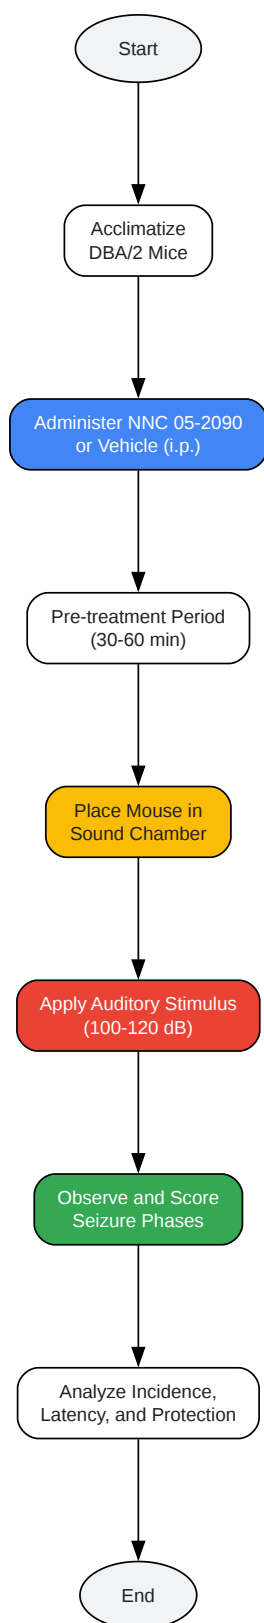 Start
Acclimatize
DBA/2 Mice
Administer NNC 05-2090
or Vehicle (i.p.)
Pre-treatment Period
(30-60 min)
Place Mouse in
Sound Chamber
Apply Auditory Stimulus
(100-120 dB)
Observe and Score
Seizure Phases
Analyze Incidence,
Latency, and Protection
End